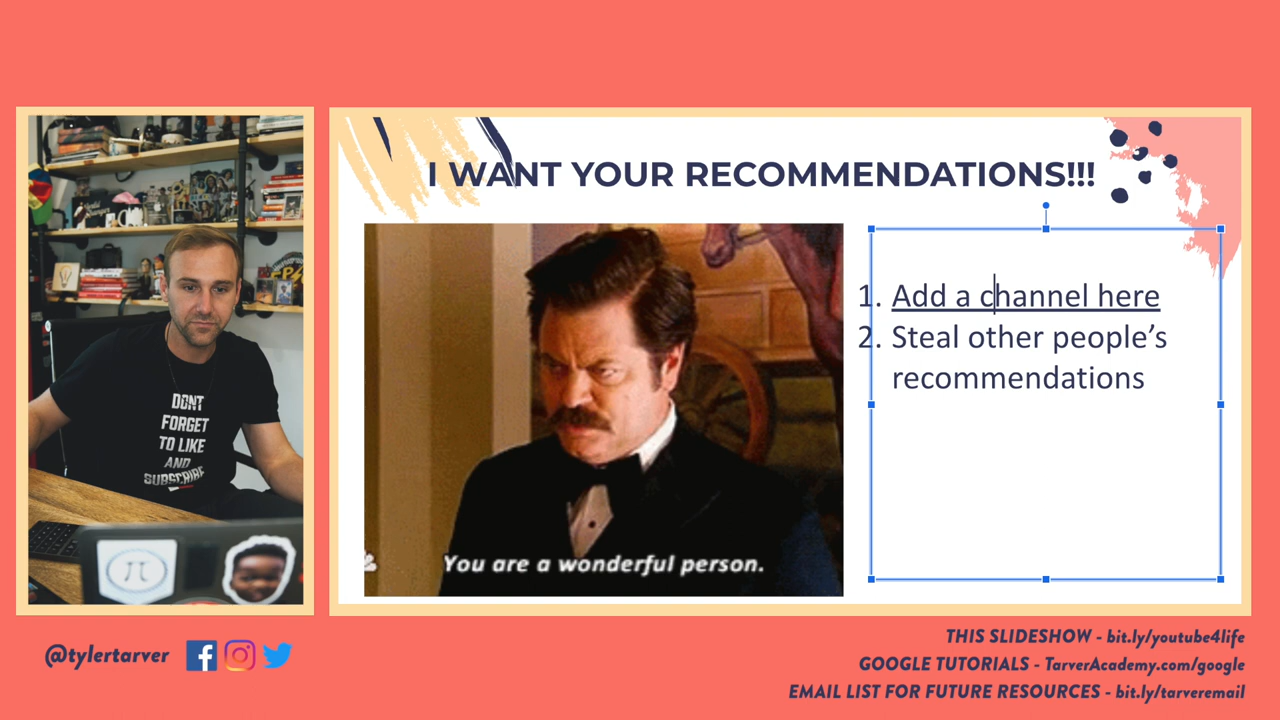 I WANT YOUR RECOMMENDATIONS!!!
1. Add a channel here
2. Steal other people’s
recommendations
You are a wonderful person.
DONT
FORGET
TO LIKE
AND
SUBSCRIBE
π
@tylertarver
THIS SLIDESHOW - bit.ly/youtube4life
GOOGLE TUTORIALS - TarverAcademy.com/google
EMAIL LIST FOR FUTURE RESOURCES - bit.ly/tarveremail